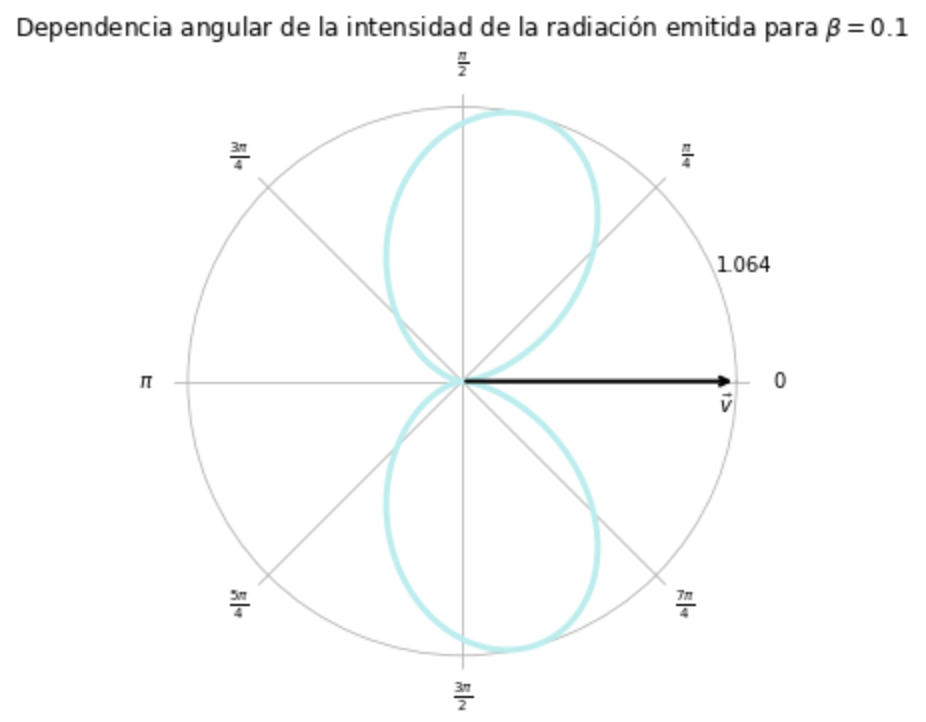 Dependencia angular de la intensidad de la radiación emitida para β = 0.1
π/2
3π/4
π/4
1.064
π
0
v⃗
5π/4
7π/4
3π/2